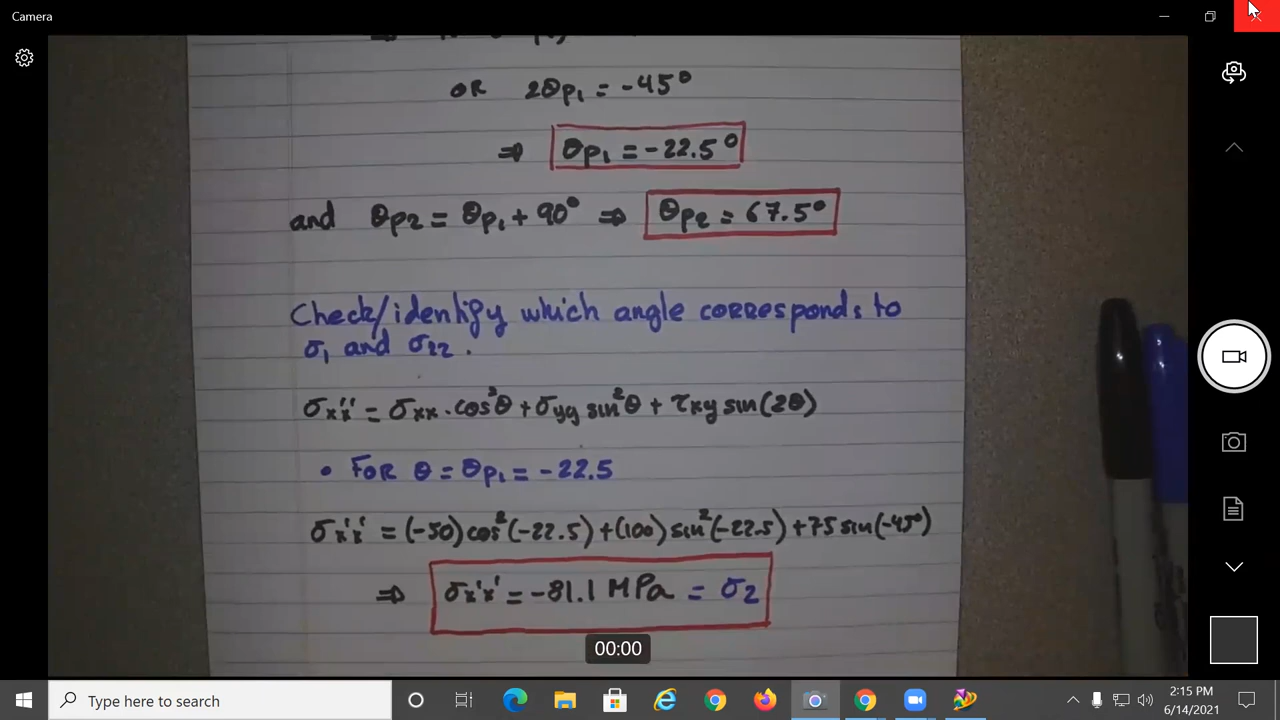 Camera
OR 2θp₁ = -45°
⇒ θp₁ = -22.5°
and θp2 = θp₁ + 90° ⇒ θp2 = 67.5°
Check/identify which angle corresponds to
σ₁ and σ22.
σx'x' = σxx·cos²θ + σyy sin²θ + τxy sin(2θ)
• FOR θ = θp₁ = -22.5
σx'x' = (-50)cos²(-22.5) + (100) sin²(-22.5) + 75 sin(-45°)
⇒ σx'x' = -81.1 MPa = σ2
00:00
Type here to search
2:15 PM
6/14/2021